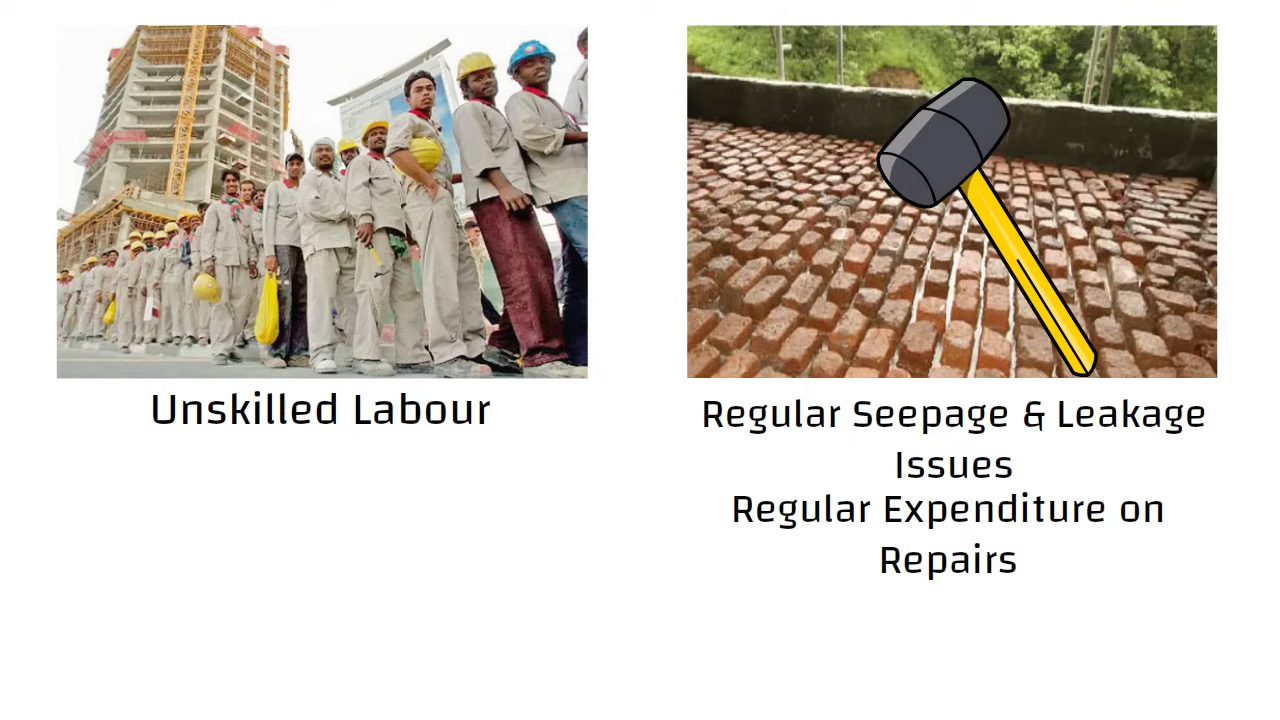 Unskilled Labour
Regular Seepage & Leakage
Issues
Regular Expenditure on
Repairs